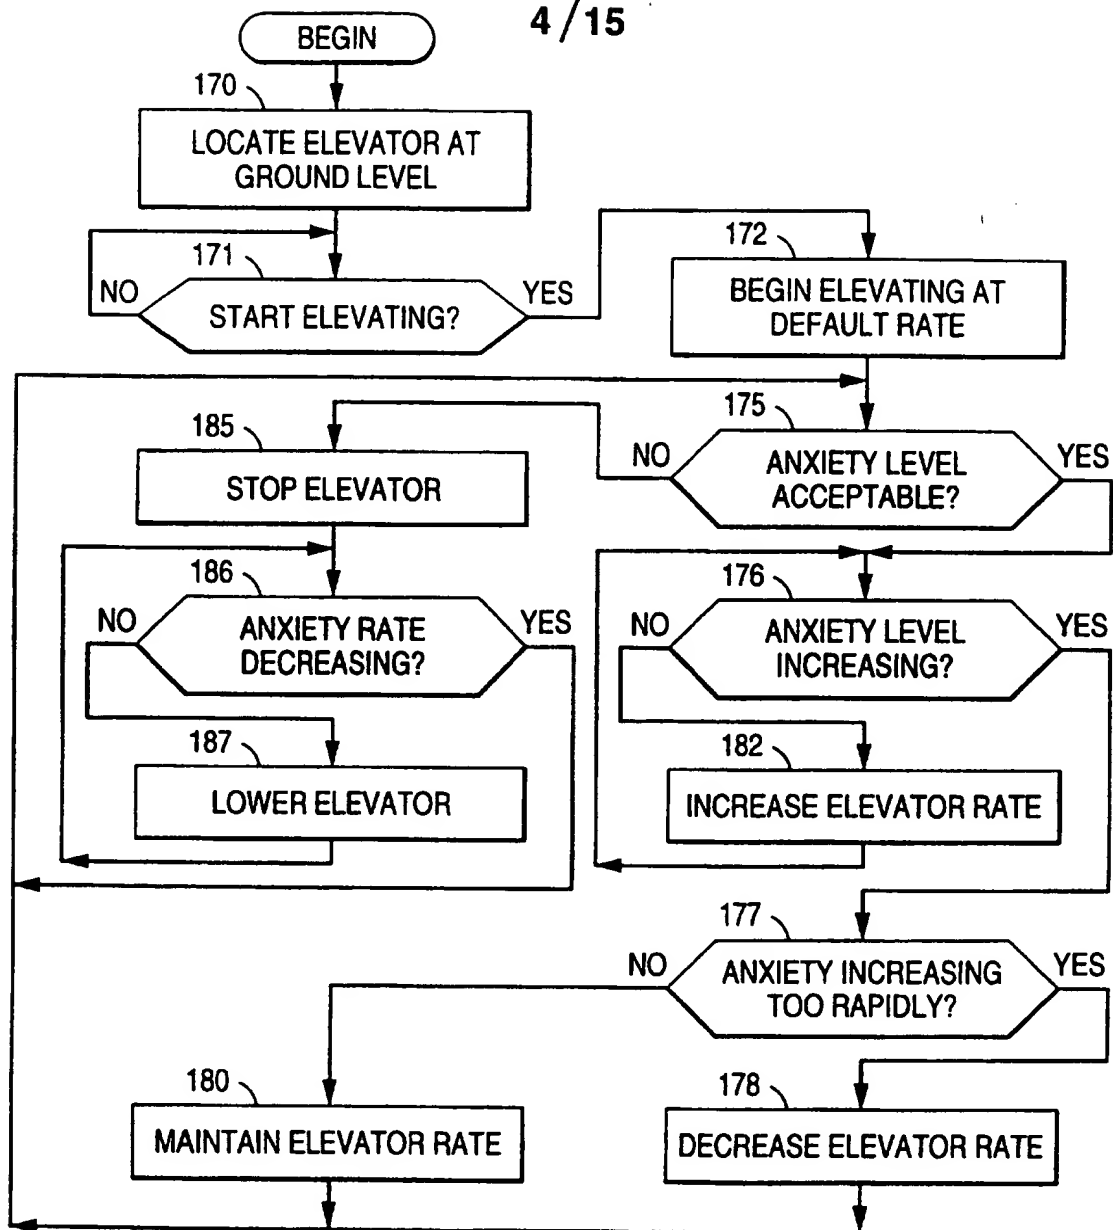 4/15
BEGIN
170
LOCATE ELEVATOR AT
GROUND LEVEL
171
NO
START ELEVATING?
YES
172
BEGIN ELEVATING AT
DEFAULT RATE
175
NO
ANXIETY LEVEL
ACCEPTABLE?
YES
185
STOP ELEVATOR
186
NO
ANXIETY RATE
DECREASING?
YES
176
NO
ANXIETY LEVEL
INCREASING?
YES
187
LOWER ELEVATOR
182
INCREASE ELEVATOR RATE
177
NO
ANXIETY INCREASING
TOO RAPIDLY?
YES
180
MAINTAIN ELEVATOR RATE
178
DECREASE ELEVATOR RATE